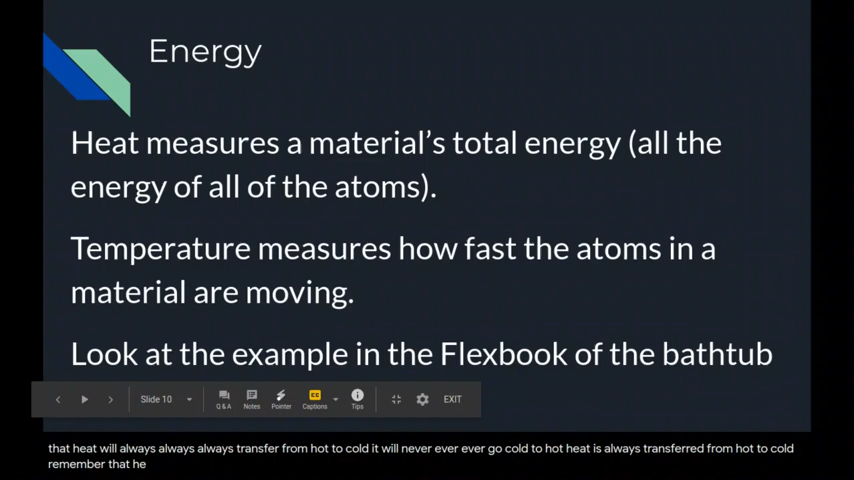 Energy
Heat measures a material's total energy (all the
energy of all of the atoms).
Temperature measures how fast the atoms in a
material are moving.
Look at the example in the Flexbook of the bathtub
Slide 10
Q & A
Notes
Pointer
CC
Captions
Tips
EXIT
that heat will always always always transfer from hot to cold it will never ever ever go cold to hot heat is always transferred from hot to cold
remember that he